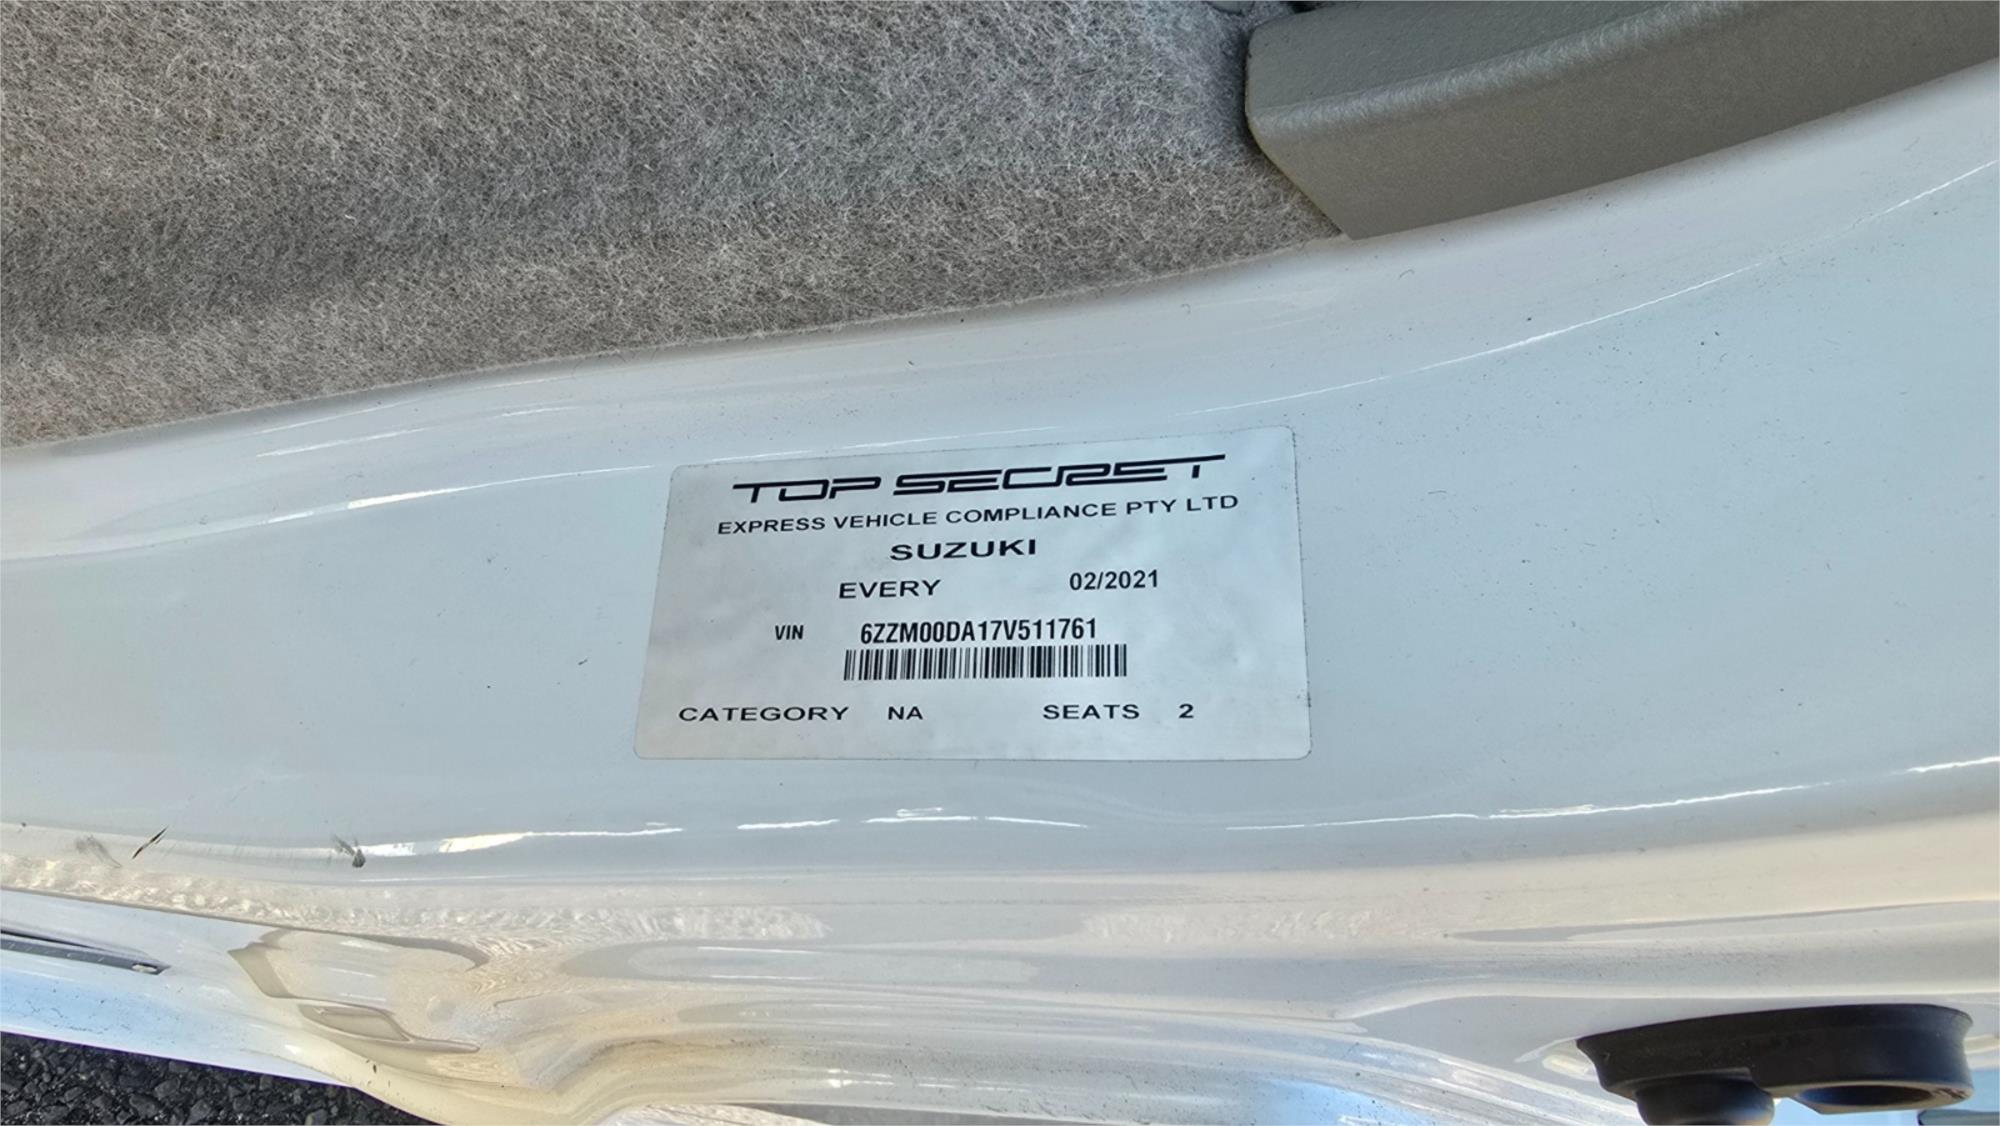 TOP SECRET
EXPRESS VEHICLE COMPLIANCE PTY LTD
SUZUKI
EVERY 02/2021
VIN 6ZZM00DA17V511761
CATEGORY NA SEATS 2